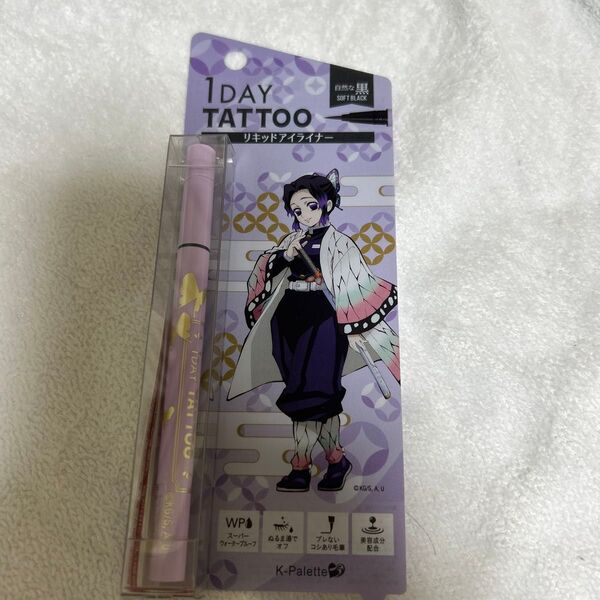 自然な黒
SOFT BLACK
1DAY
TATTOO
リキッドアイライナー
1DAY TATTOO
©KG/S, A, U
©KG/S, A, U
WP
スーパー
ウォータープルーフ
ぬるま湯で
オフ
ブレない
コシあり毛筆
美容成分
配合
K-Palette